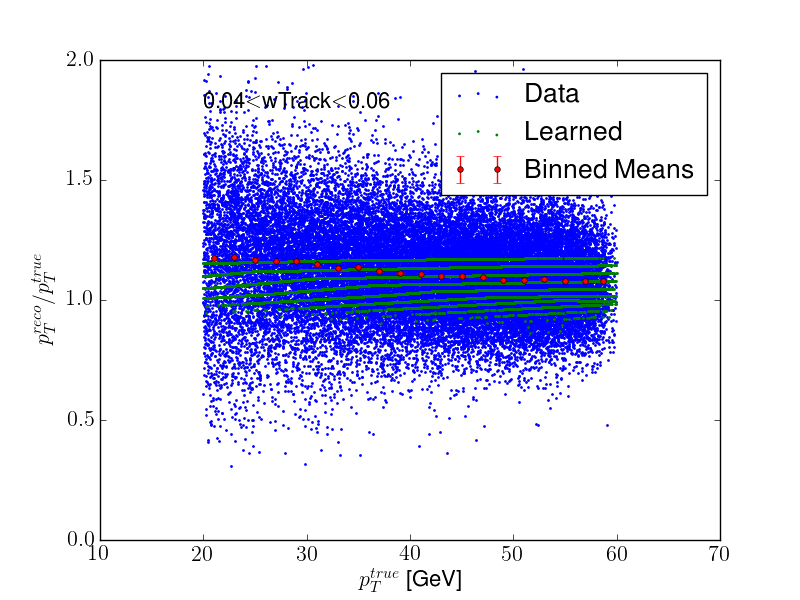 2.0
1.5
1.0
0.5
0.0
10
20
30
40
50
60
70
p_T^{reco}/p_T^{true}
p_T^{true} [GeV]
0.04<wTrack<0.06
Data
Learned
Binned Means